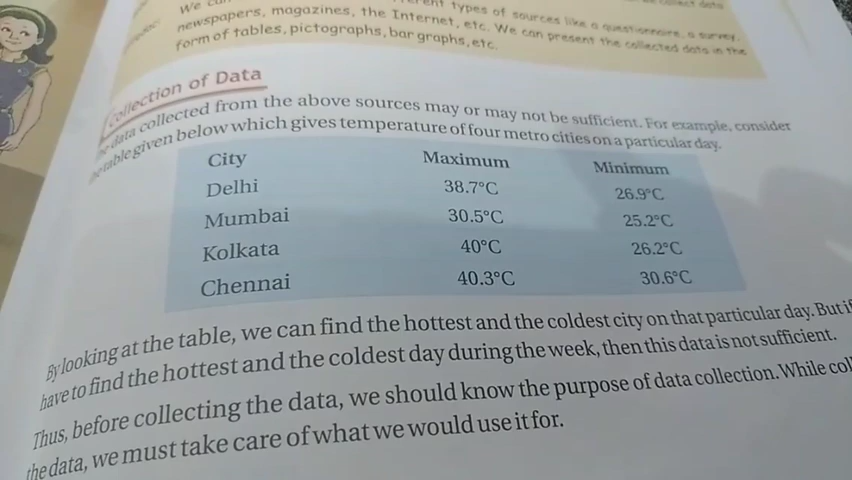 types of sources like a questionnaire, a survey,
newspapers, magazines, the Internet, etc. We can present the collected data in the
form of tables, pictographs, bar graphs, etc.
Collection of Data
data collected from the above sources may or may not be sufficient. For example, consider
table given below which gives temperature of four metro cities on a particular day.
City Maximum Minimum
Delhi 38.7°C 26.9°C
Mumbai 30.5°C 25.2°C
Kolkata 40°C 26.2°C
Chennai 40.3°C 30.6°C
By looking at the table, we can find the hottest and the coldest city on that particular day. But if
have to find the hottest and the coldest day during the week, then this data is not sufficient.
Thus, before collecting the data, we should know the purpose of data collection. While
the data, we must take care of what we would use it for.